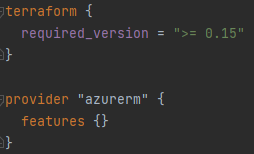 terraform {
  required_version = ">= 0.15"
}

provider "azurerm" {
  features {}
}